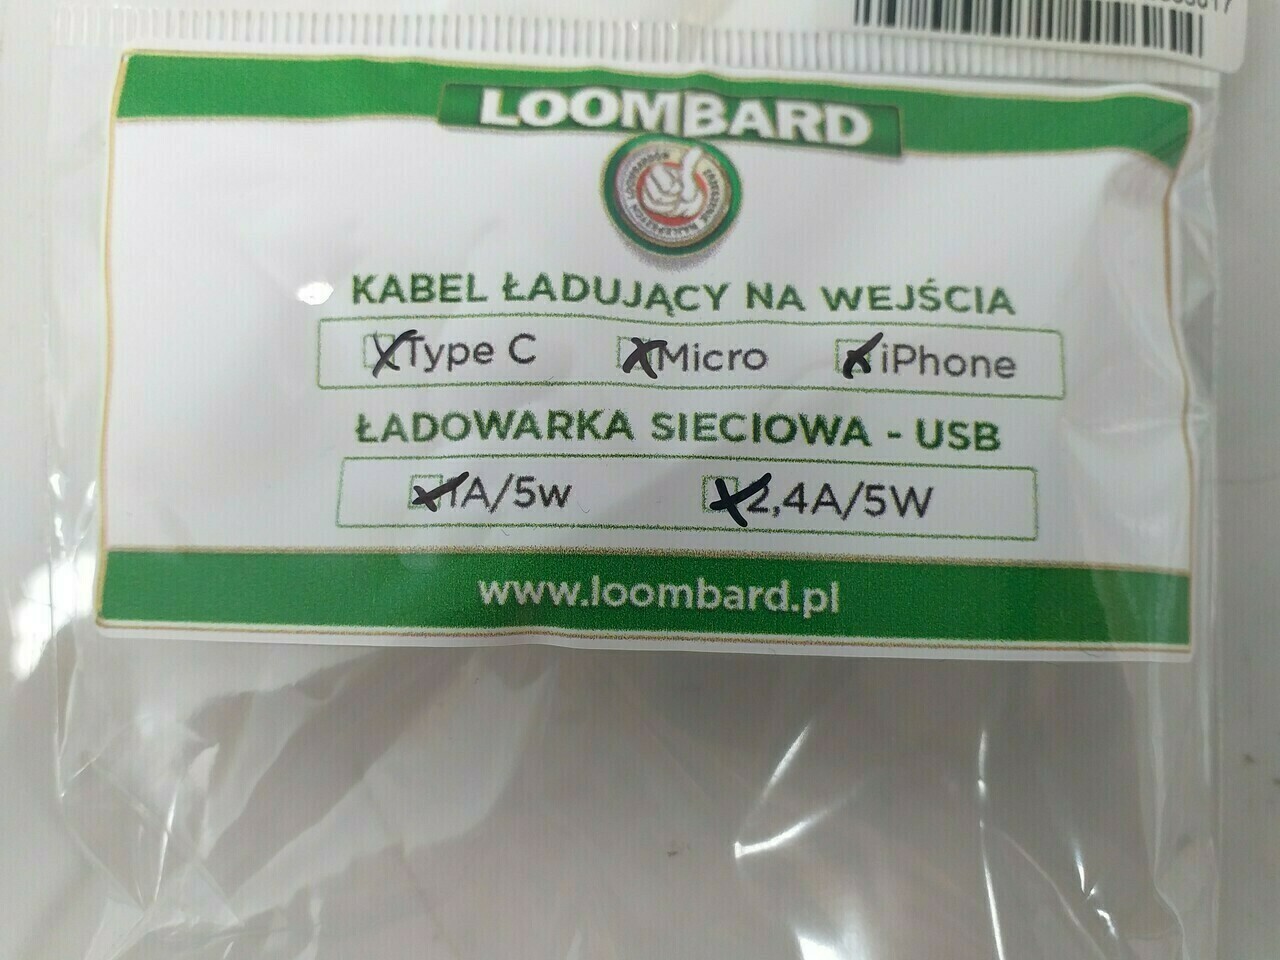 LOOMBARD
KABEL ŁADUJĄCY NA WEJŚCIA
Type C Micro iPhone
ŁADOWARKA SIECIOWA - USB
1A/5w 2,4A/5W
www.loombard.pl